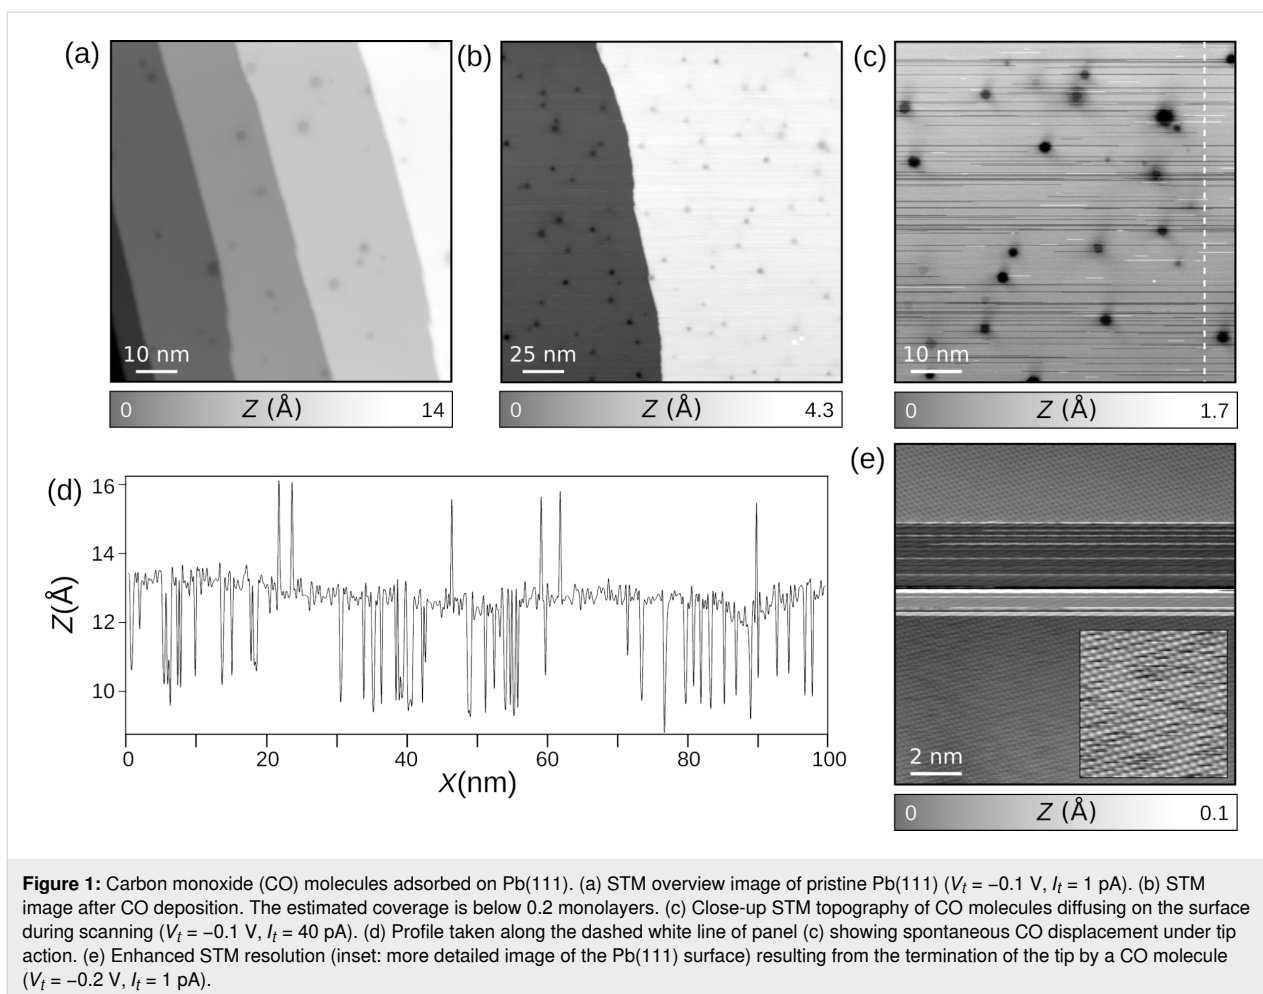 (a)
10 nm
0 Z (Å) 14
(b)
25 nm
0 Z (Å) 4.3
(c)
10 nm
0 Z (Å) 1.7
(d)
Z(Å)
16
14
12
10
0 20 40 60 80 100
X(nm)
(e)
2 nm
0 Z (Å) 0.1
Figure 1: Carbon monoxide (CO) molecules adsorbed on Pb(111). (a) STM overview image of pristine Pb(111) (Vt = −0.1 V, It = 1 pA). (b) STM
image after CO deposition. The estimated coverage is below 0.2 monolayers. (c) Close-up STM topography of CO molecules diffusing on the surface
during scanning (Vt = −0.1 V, It = 40 pA). (d) Profile taken along the dashed white line of panel (c) showing spontaneous CO displacement under tip
action. (e) Enhanced STM resolution (inset: more detailed image of the Pb(111) surface) resulting from the termination of the tip by a CO molecule
(Vt = −0.2 V, It = 1 pA).